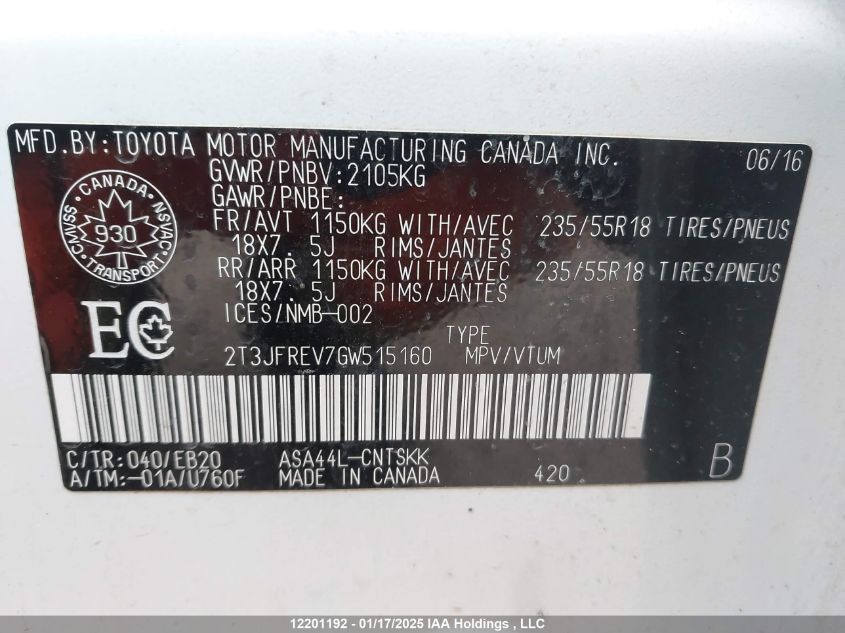 MFD.BY:TOYOTA MOTOR MANUFACTURING CANADA INC. 06/16
GVWR/PNBV:2105KG
GAWR/PNBE:
FR/AVT 1150KG WITH/AVEC 235/55R18 TIRES/PNEUS
18X7.5J RIMS/JANTES
RR/ARR 1150KG WITH/AVEC 235/55R18 TIRES/PNEUS
18X7.5J RIMS/JANTES
ICES/NMB-002
CANADA
CMVSS 930 NSVAC
TRANSPORT
EC
TYPE
2T3JFREV7GW515160 MPV/VTUM
C/TR:040/EB20 ASA44L-CNTSKK
A/TM:-01A/U760F MADE IN CANADA 420 B
12201192 - 01/17/2025 IAA Holdings , LLC